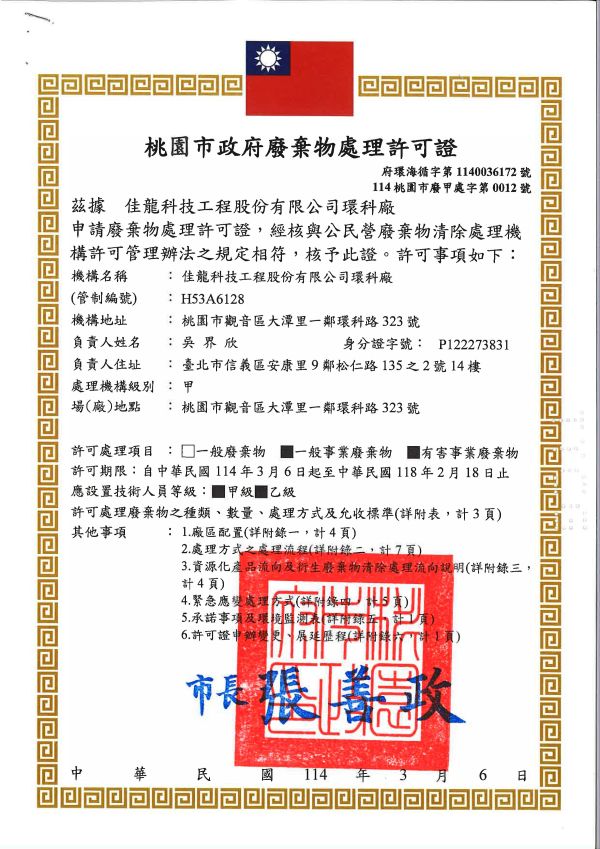 桃園市政府廢棄物處理許可證
府環海循字第 1140036172 號
114 桃園市廢甲處字第 0012 號
茲據 佳龍科技工程股份有限公司環科廠
申請廢棄物處理許可證,經核與公民營廢棄物清除處理機
構許可管理辦法之規定相符,核予此證。許可事項如下:
機構名稱 : 佳龍科技工程股份有限公司環科廠
(管制編號) : H53A6128
機構地址 : 桃園市觀音區大潭里一鄰環科路 323 號
負責人姓名 : 吳 界 欣 身分證字號: P122273831
負責人住址 : 臺北市信義區安康里 9 鄰松仁路 135 之 2 號 14 樓
處理機構級別 : 甲
場(廠)地點 : 桃園市觀音區大潭里一鄰環科路 323 號
許可處理項目 : □一般廢棄物 ■一般事業廢棄物 ■有害事業廢棄物
許可期限:自中華民國 114 年 3 月 6 日起至中華民國 118 年 2 月 18 日止
應設置技術人員等級:■甲級■乙級
許可處理廢棄物之種類、數量、處理方式及允收標準(詳附表,計 3 頁)
其他事項 : 1.廠區配置(詳附錄一,計 4 頁)
2.處理方式之處理流程(詳附錄二,計 7 頁)
3.資源化產品流向及衍生廢棄物清除處理流向說明(詳附錄三,
計 4 頁)
4.緊急應變處理方式(詳附錄四,計 5 頁)
5.承諾事項及環境監測表(詳附錄五,計 頁)
6.許可證申辦變更、展延歷程(詳附錄六,計 1 頁)
市長 張善政
中 華 民 國 114 年 3 月 6 日